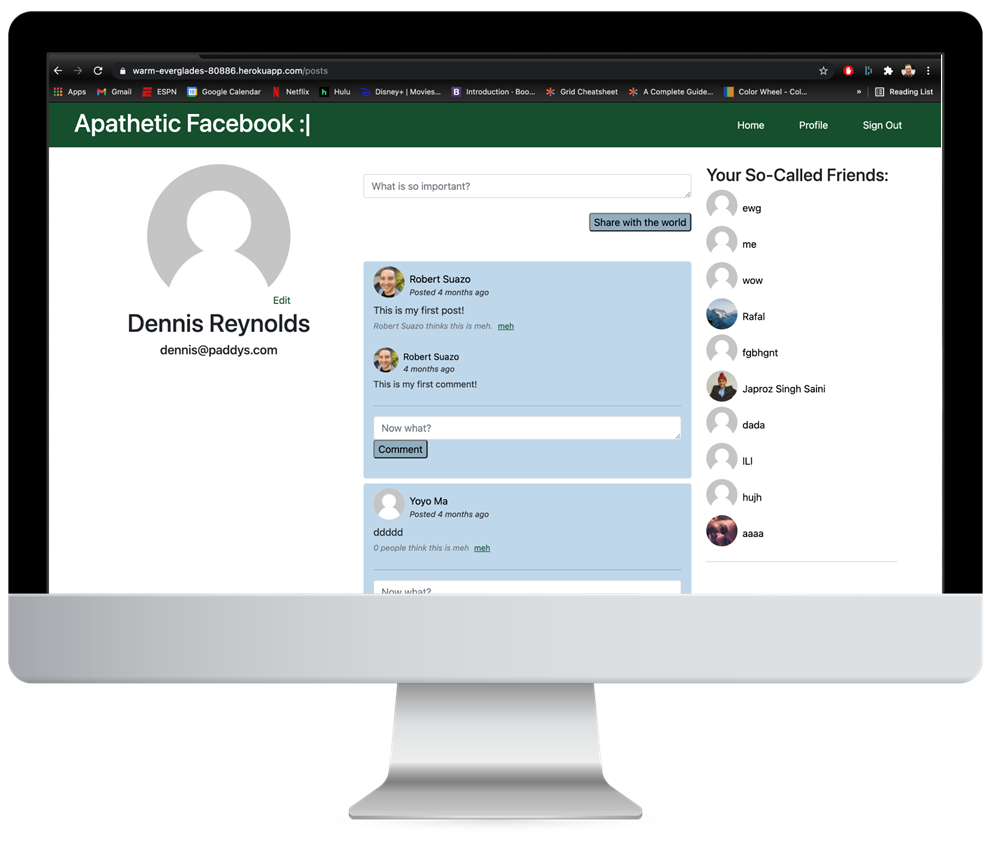 warm-everglades-80886.herokuapp.com/posts
Apps Gmail ESPN Google Calendar Netflix Hulu Disney+ | Movies... Introduction · Boo... Grid Cheatsheet A Complete Guide... Color Wheel - Col... » Reading List
Apathetic Facebook :|
Home Profile Sign Out
Edit
Dennis Reynolds
dennis@paddys.com
What is so important?
Share with the world
Robert Suazo
Posted 4 months ago
This is my first post!
Robert Suazo thinks this is meh. meh
Robert Suazo
4 months ago
This is my first comment!
Now what?
Comment
Yoyo Ma
Posted 4 months ago
ddddd
0 people think this is meh meh
Now what?
Your So-Called Friends:
ewg
me
wow
Rafal
fgbhgnt
Japroz Singh Saini
dada
hujh
aaaa